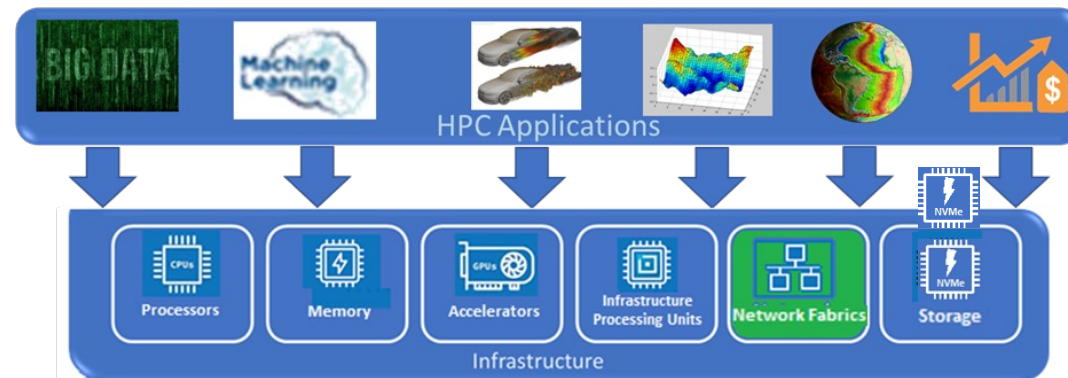 BIG DATA
Machine
Learning
$
HPC Applications
NVMe
CPUs
GPUs
NVMe
Processors
Memory
Accelerators
Infrastructure
Processing Units
Network Fabrics
Storage
Infrastructure